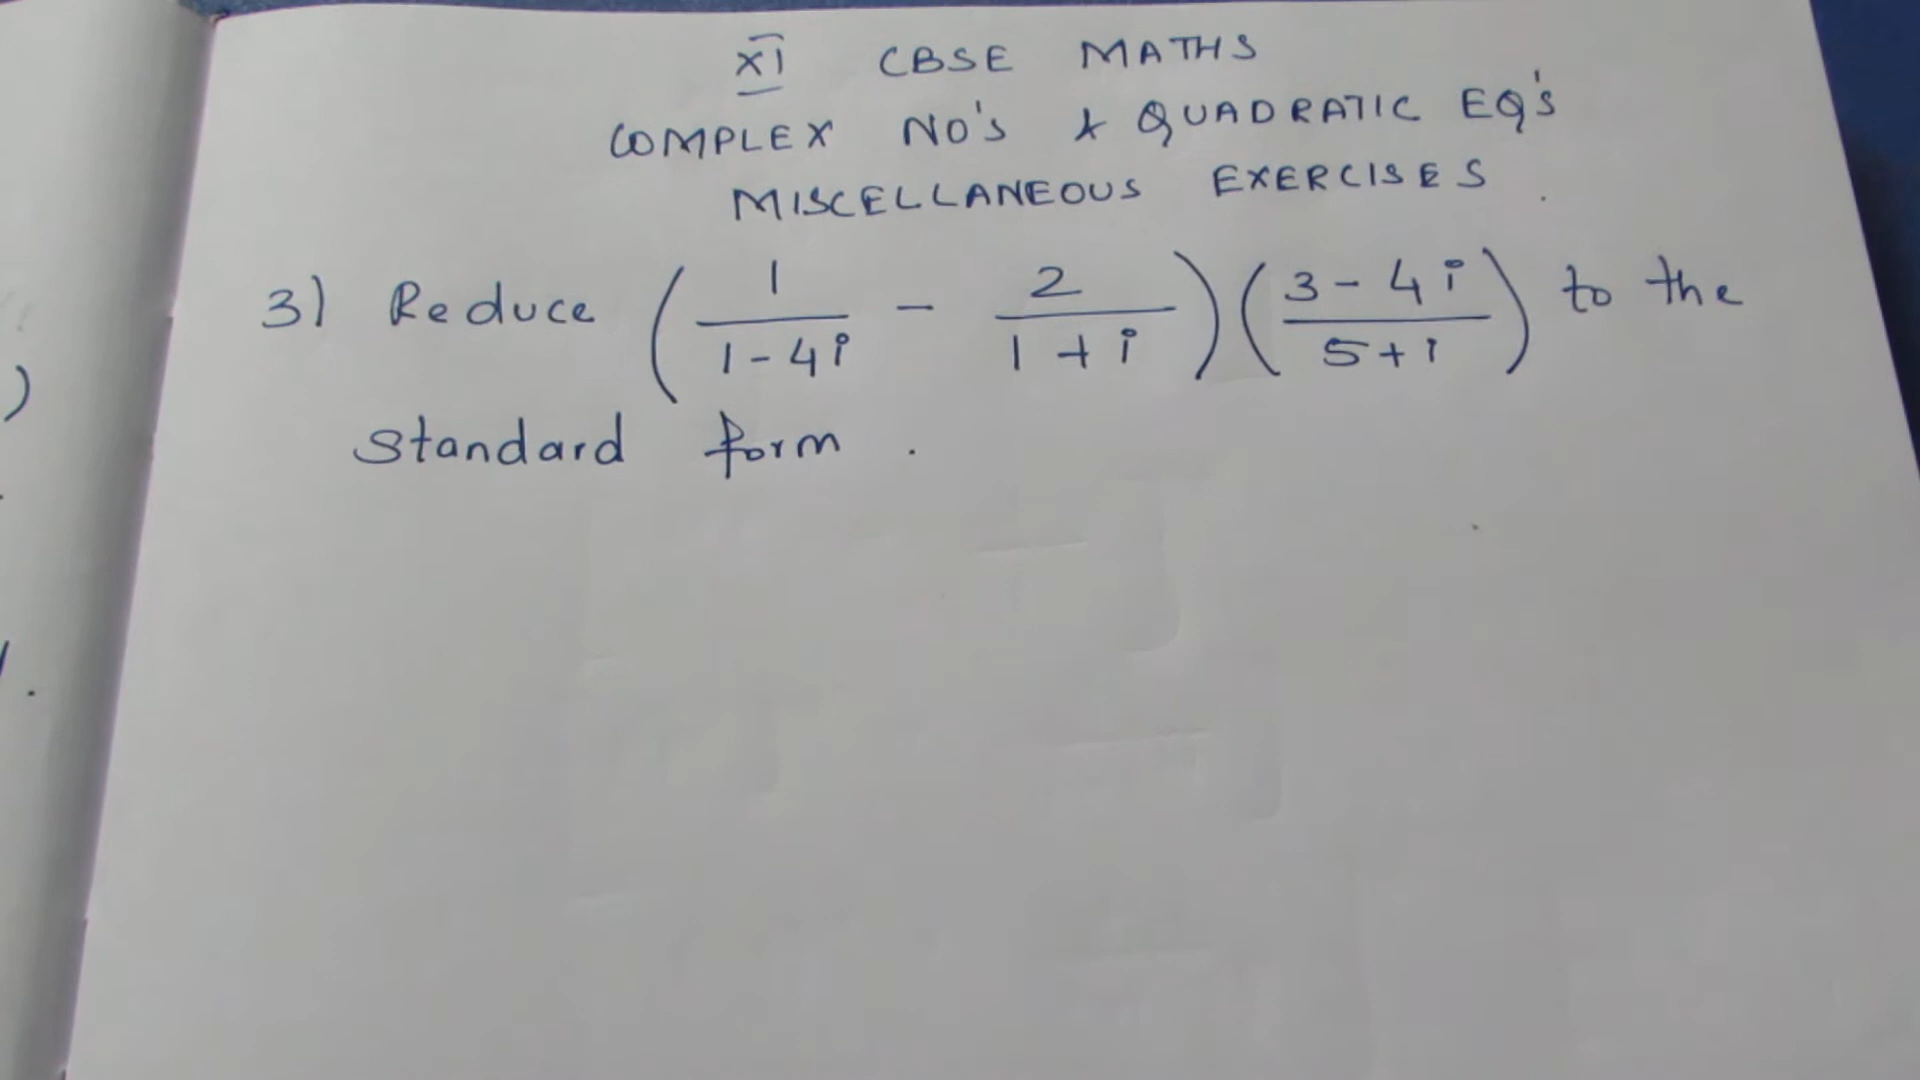 XI CBSE MATHS
COMPLEX NO'S & QUADRATIC EQ'S
MISCELLANEOUS EXERCISES .
3) Reduce (1/(1-4i) - 2/(1+i)) ((3-4i)/(5+i)) to the
standard form .